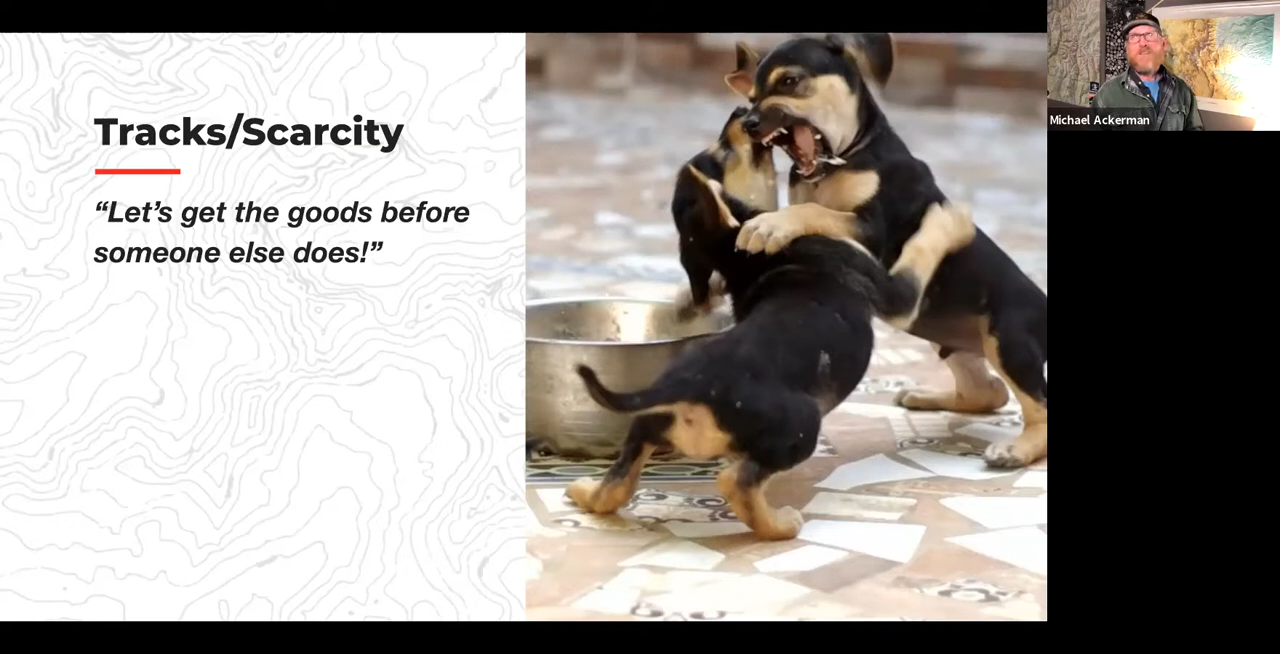 Tracks/Scarcity
“Let’s get the goods before
someone else does!”
Michael Ackerman